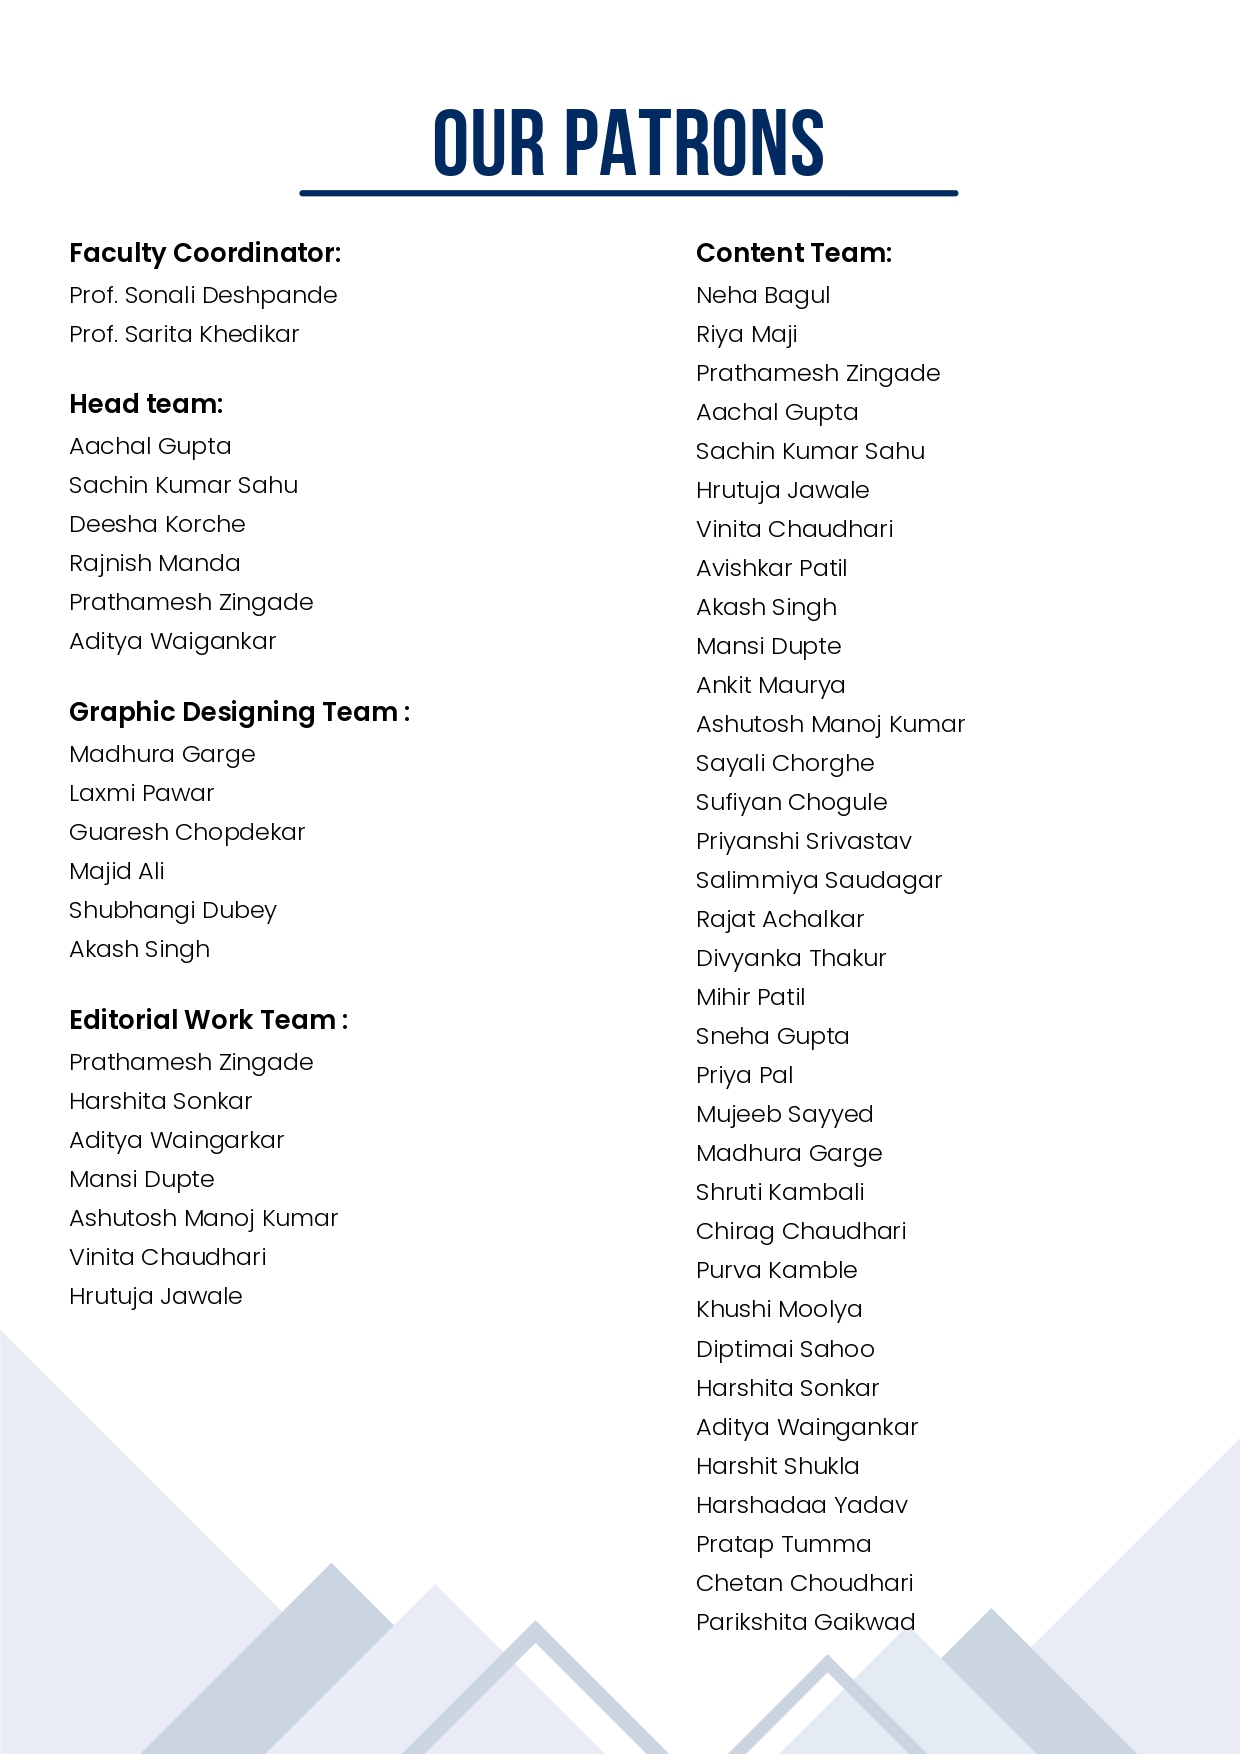 OUR PATRONS
Faculty Coordinator:
Prof. Sonali Deshpande
Prof. Sarita Khedikar
Head team:
Aachal Gupta
Sachin Kumar Sahu
Deesha Korche
Rajnish Manda
Prathamesh Zingade
Aditya Waigankar
Graphic Designing Team :
Madhura Garge
Laxmi Pawar
Guaresh Chopdekar
Majid Ali
Shubhangi Dubey
Akash Singh
Editorial Work Team :
Prathamesh Zingade
Harshita Sonkar
Aditya Waingarkar
Mansi Dupte
Ashutosh Manoj Kumar
Vinita Chaudhari
Hrutuja Jawale
Content Team:
Neha Bagul
Riya Maji
Prathamesh Zingade
Aachal Gupta
Sachin Kumar Sahu
Hrutuja Jawale
Vinita Chaudhari
Avishkar Patil
Akash Singh
Mansi Dupte
Ankit Maurya
Ashutosh Manoj Kumar
Sayali Chorghe
Sufiyan Chogule
Priyanshi Srivastav
Salimmiya Saudagar
Rajat Achalkar
Divyanka Thakur
Mihir Patil
Sneha Gupta
Priya Pal
Mujeeb Sayyed
Madhura Garge
Shruti Kambali
Chirag Chaudhari
Purva Kamble
Khushi Moolya
Diptimai Sahoo
Harshita Sonkar
Aditya Waingankar
Harshit Shukla
Harshadaa Yadav
Pratap Tumma
Chetan Choudhari
Parikshita Gaikwad